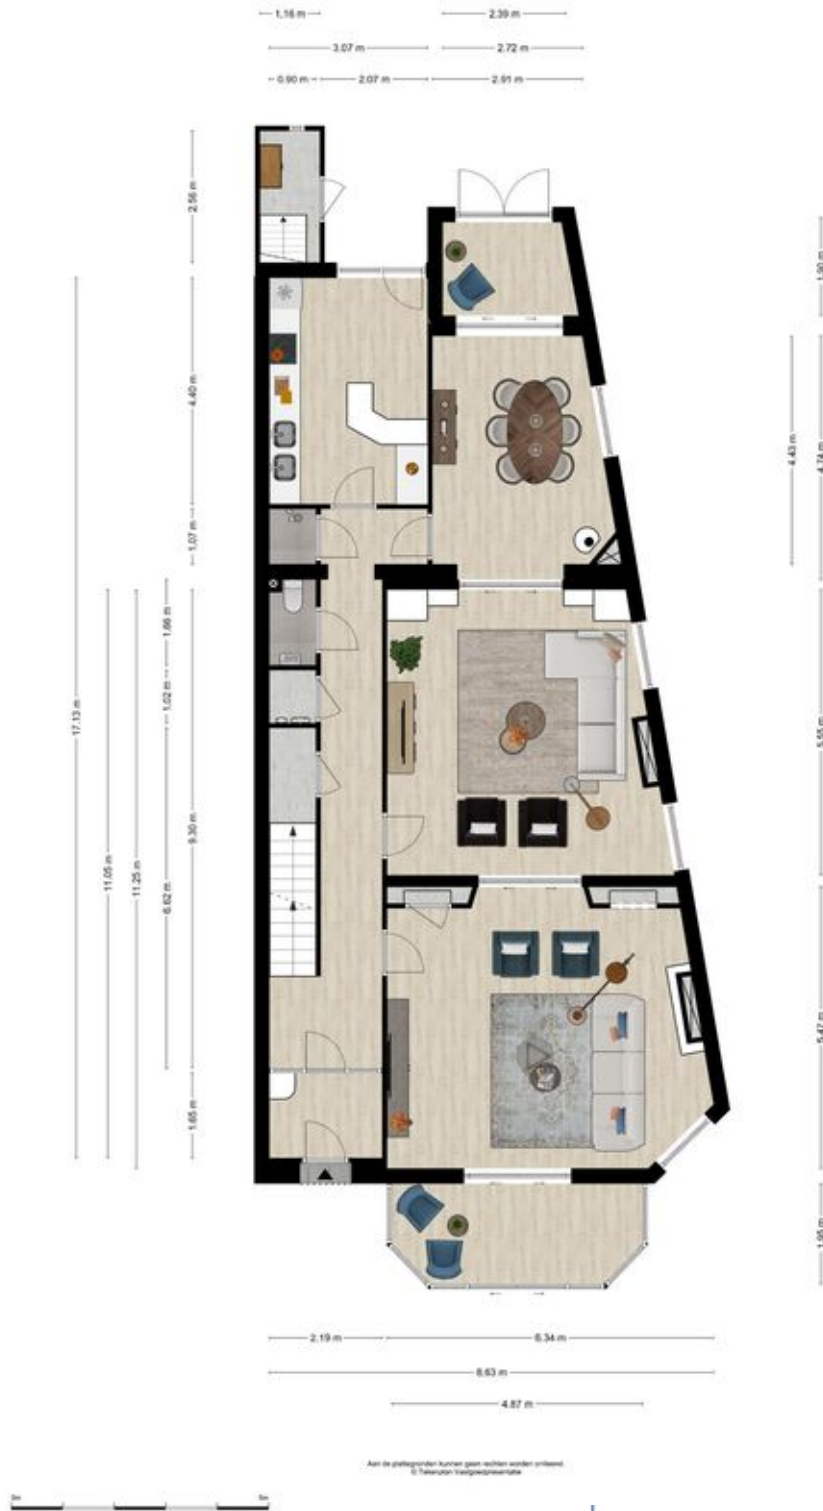 1,16 m
2.39 m
3.07 m
2.72 m
0.90 m
2.07 m
2.91 m
2.56 m
1.90 m
4.40 m
4.43 m
4.74 m
1,07 m
17.13 m
11.05 m
11.25 m
1.66 m
1.02 m
6.62 m
9.30 m
5.55 m
5.47 m
1.65 m
1.95 m
2.19 m
6.34 m
8.63 m
4.87 m
Aan de plattegronden kunnen geen rechten worden ontleend.
© Tekenplan Vastgoedpresentatie
0m
5m